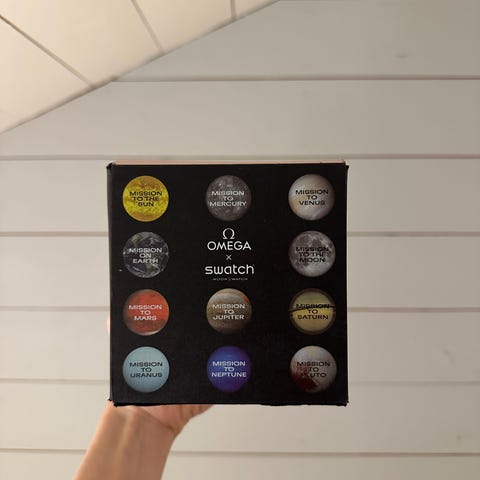 MISSION
TO THE
SUN
MISSION
TO
MERCURY
MISSION
TO
VENUS
MISSION
ON
EARTH
Ω
OMEGA
×
swatch
MOONSWATCH
MISSION
TO THE
MOON
MISSION
TO
MARS
MISSION
TO
JUPITER
MISSION
TO
SATURN
MISSION
TO
URANUS
MISSION
TO
NEPTUNE
MISSION
TO
PLUTO